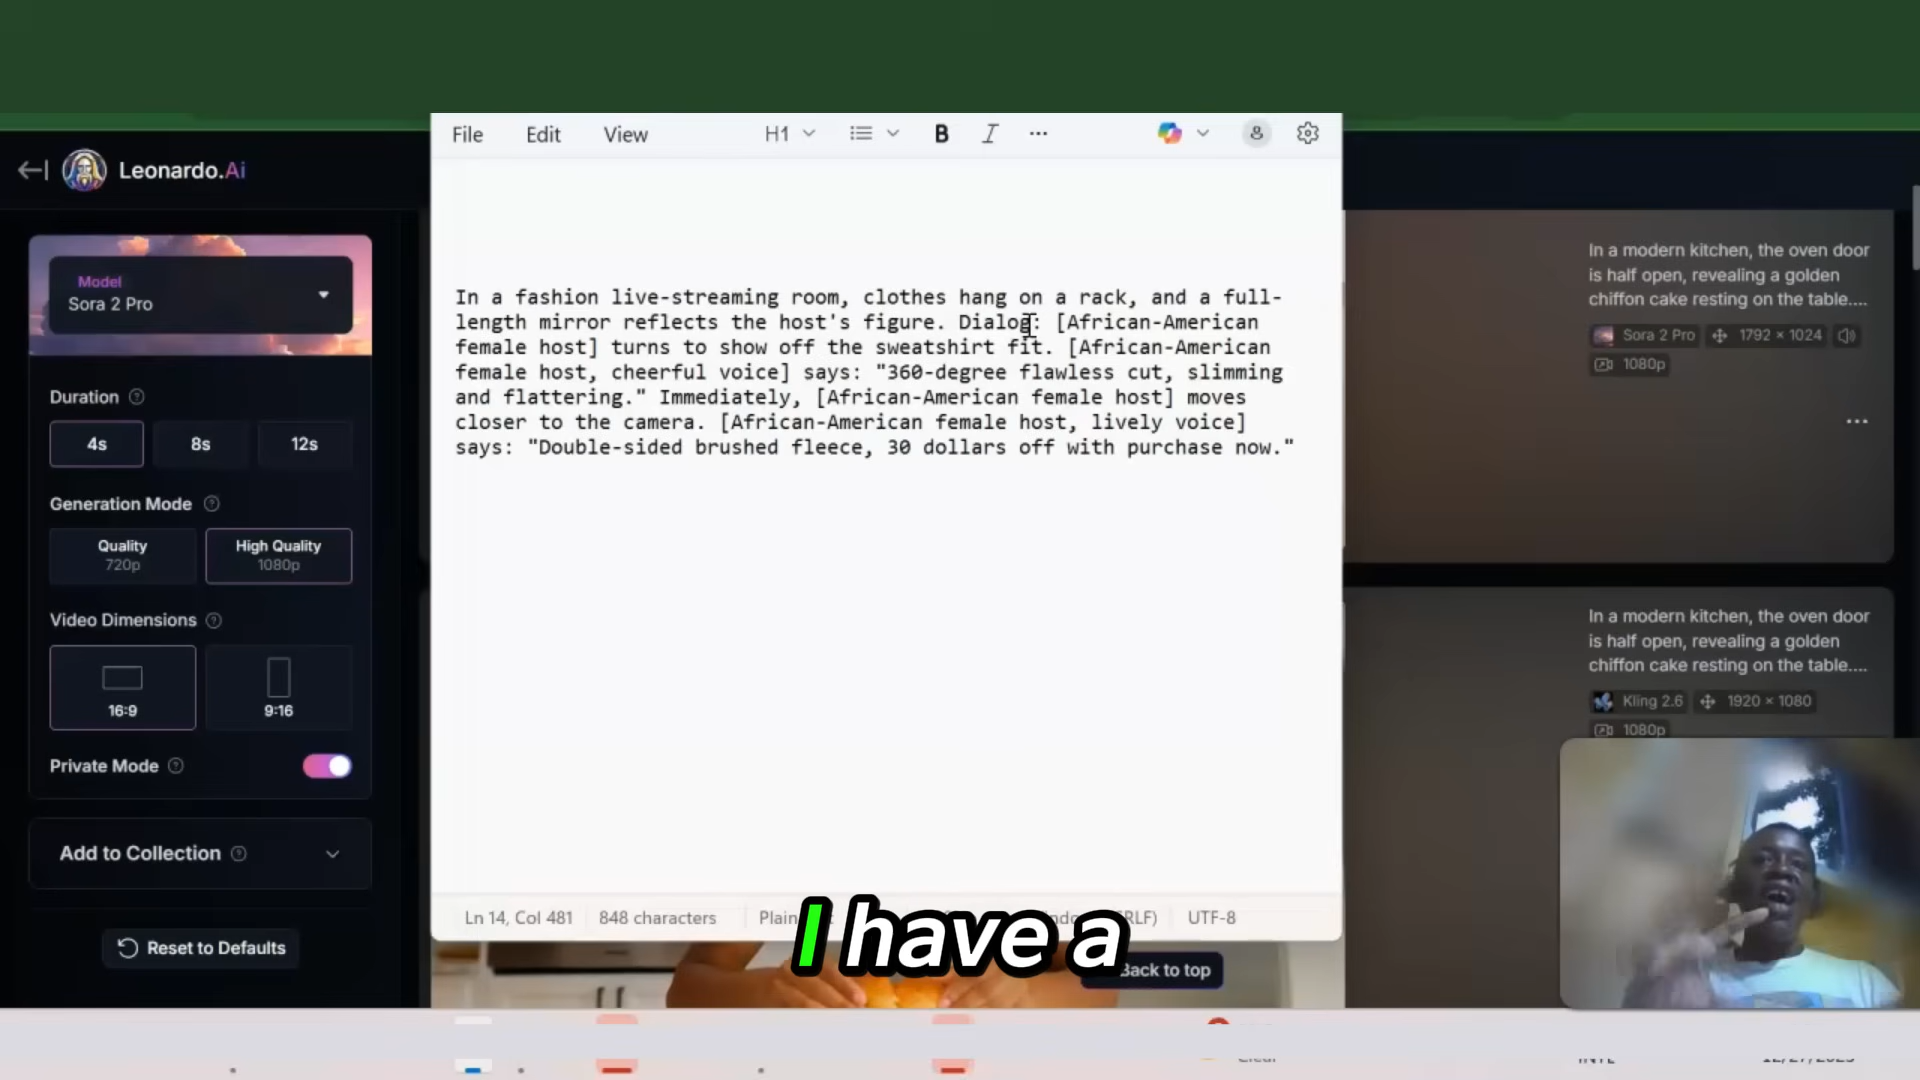 File Edit View H1 B I ...
Leonardo.Ai
Model
Sora 2 Pro
Duration
4s 8s 12s
Generation Mode
Quality
720p
High Quality
1080p
Video Dimensions
16:9 9:16
Private Mode
Add to Collection
Reset to Defaults
In a fashion live-streaming room, clothes hang on a rack, and a full-
length mirror reflects the host's figure. Dialog: [African-American
female host] turns to show off the sweatshirt fit. [African-American
female host, cheerful voice] says: "360-degree flawless cut, slimming
and flattering." Immediately, [African-American female host] moves
closer to the camera. [African-American female host, lively voice]
says: "Double-sided brushed fleece, 30 dollars off with purchase now."
Ln 14, Col 481 848 characters Plain UTF-8
I have a
Back to top
In a modern kitchen, the oven door
is half open, revealing a golden
chiffon cake resting on the table....
Sora 2 Pro 1792 × 1024
1080p
In a modern kitchen, the oven door
is half open, revealing a golden
chiffon cake resting on the table....
Kling 2.6 1920 × 1080
1080p